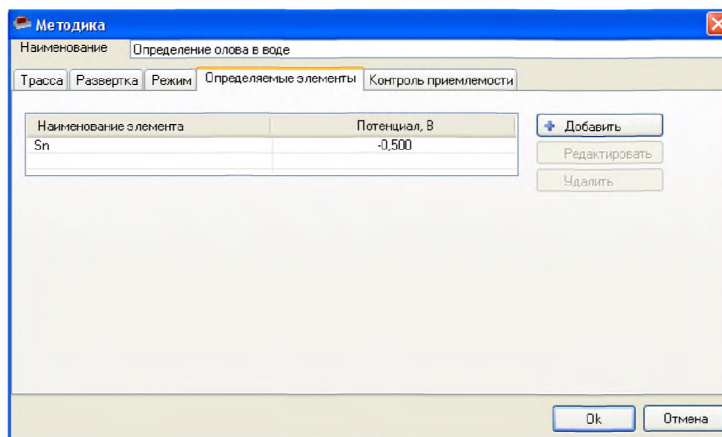 Методика
Наименование Определение олова в воде
Трасса Развертка Режим Определяемые элементы Контроль приемлемости
Наименование элемента Потенциал, В
Sn -0,500
Добавить
Редактировать
Удалить
Ok Отмена